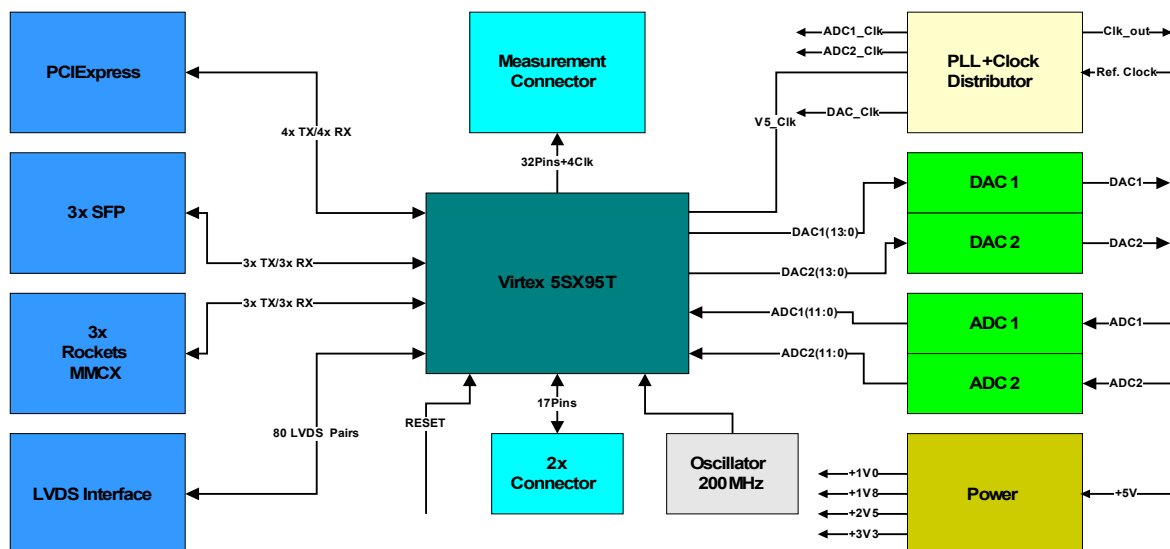 PCIExpress
4x TX/4x RX
3x SFP
3x TX/3x RX
3x TX/3x RX
3x
Rockets
MMCX
80 LVDS Pairs
LVDS Interface
Measurement
Connector
32Pins+4Clk
Virtex 5SX95T
RESET
17Pins
2x
Connector
Oscillator
200MHz
ADC1_Clk
ADC2_Clk
V5_Clk
DAC_Clk
PLL+Clock
Distributor
Clk_out
Ref. Clock
DAC1(13:0)
DAC 1
DAC1
DAC2(13:0)
DAC 2
DAC2
ADC1(11:0)
ADC 1
ADC1
ADC2(11:0)
ADC 2
ADC2
+1V0
+1V8
+2V5
+3V3
Power
+5V